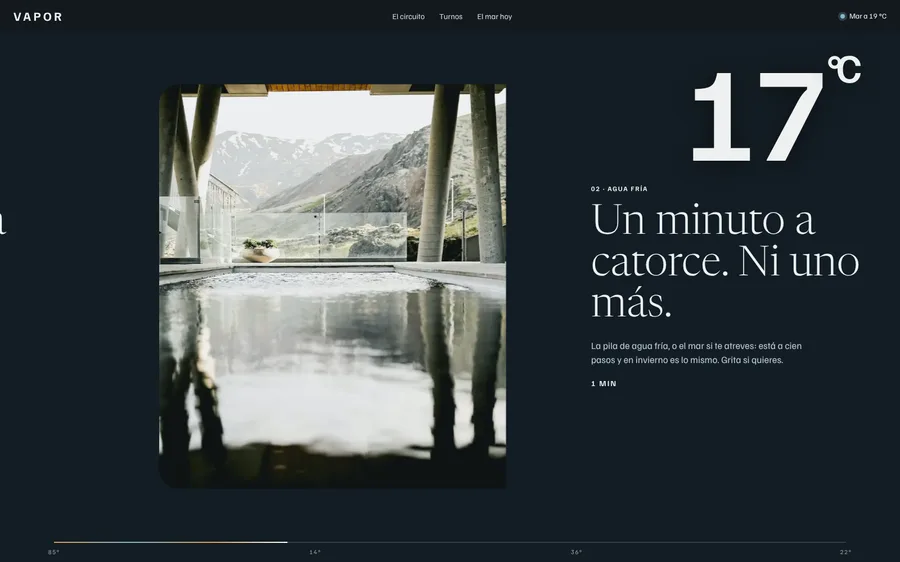 VAPOR
El circuito
Turnos
El mar hoy
Mar a 19 °C
17°C
02 · AGUA FRÍA
Un minuto a
catorce. Ni uno
más.
La pila de agua fría, o el mar si te atreves: está a cien
pasos y en invierno es lo mismo. Grita si quieres.
1 MIN
85°
14°
36°
22°